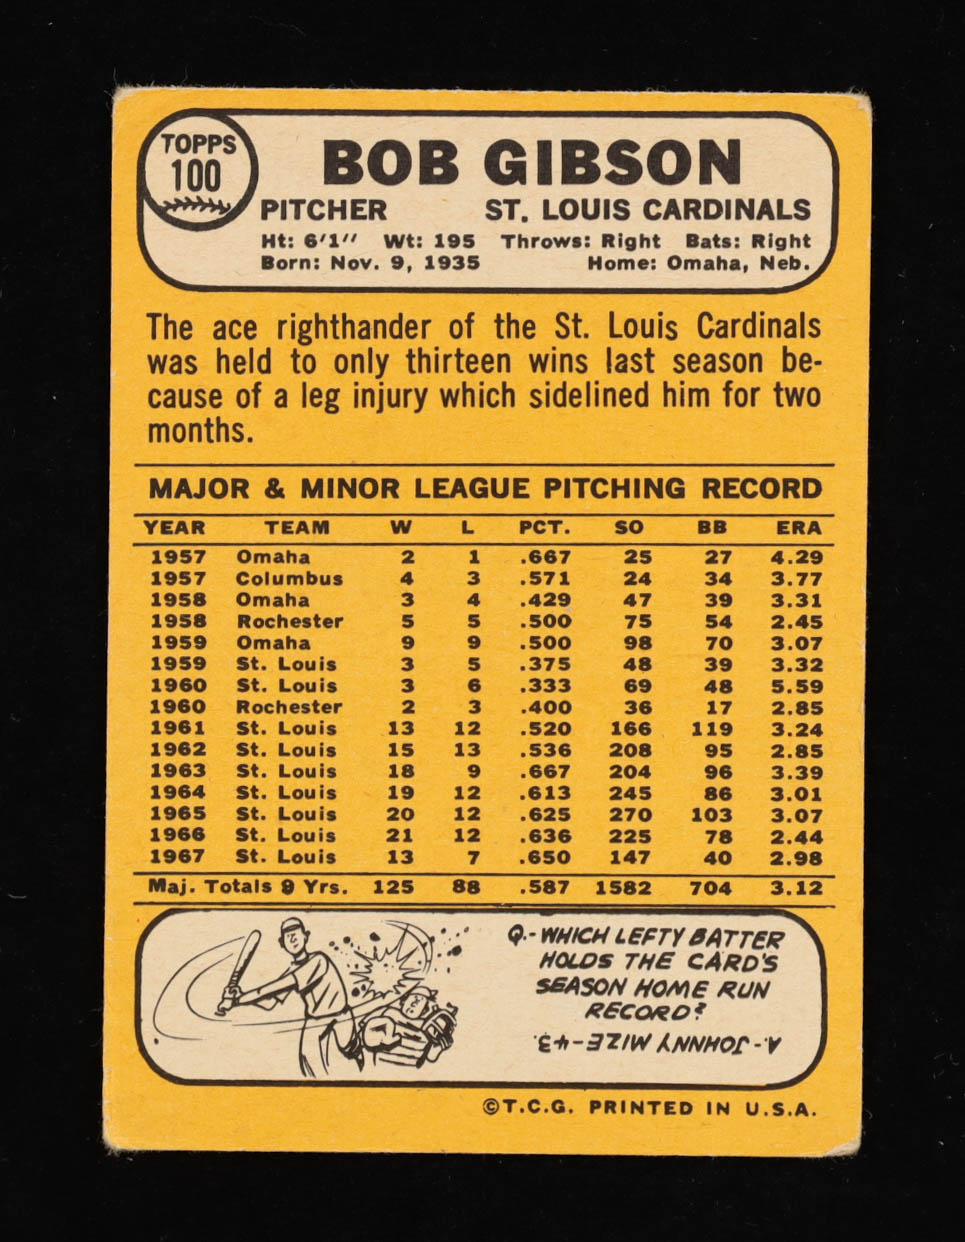 TOPPS
100
BOB GIBSON
PITCHER ST. LOUIS CARDINALS
Ht: 6'1" Wt: 195 Throws: Right Bats: Right
Born: Nov. 9, 1935 Home: Omaha, Neb.
The ace righthander of the St. Louis Cardinals
was held to only thirteen wins last season be-
cause of a leg injury which sidelined him for two
months.
MAJOR & MINOR LEAGUE PITCHING RECORD
YEAR TEAM W L PCT. SO BB ERA
1957 Omaha 2 1 .667 25 27 4.29
1957 Columbus 4 3 .571 24 34 3.77
1958 Omaha 3 4 .429 47 39 3.31
1958 Rochester 5 5 .500 75 54 2.45
1959 Omaha 9 9 .500 98 70 3.07
1959 St. Louis 3 5 .375 48 39 3.32
1960 St. Louis 3 6 .333 69 48 5.59
1960 Rochester 2 3 .400 36 17 2.85
1961 St. Louis 13 12 .520 166 119 3.24
1962 St. Louis 15 13 .536 208 95 2.85
1963 St. Louis 18 9 .667 204 96 3.39
1964 St. Louis 19 12 .613 245 86 3.01
1965 St. Louis 20 12 .625 270 103 3.07
1966 St. Louis 21 12 .636 225 78 2.44
1967 St. Louis 13 7 .650 147 40 2.98
Maj. Totals 9 Yrs. 125 88 .587 1582 704 3.12
Q.- WHICH LEFTY BATTER
HOLDS THE CARD'S
SEASON HOME RUN
RECORD?
A.- JOHNNY MIZE-43.
©T.C.G. PRINTED IN U.S.A.